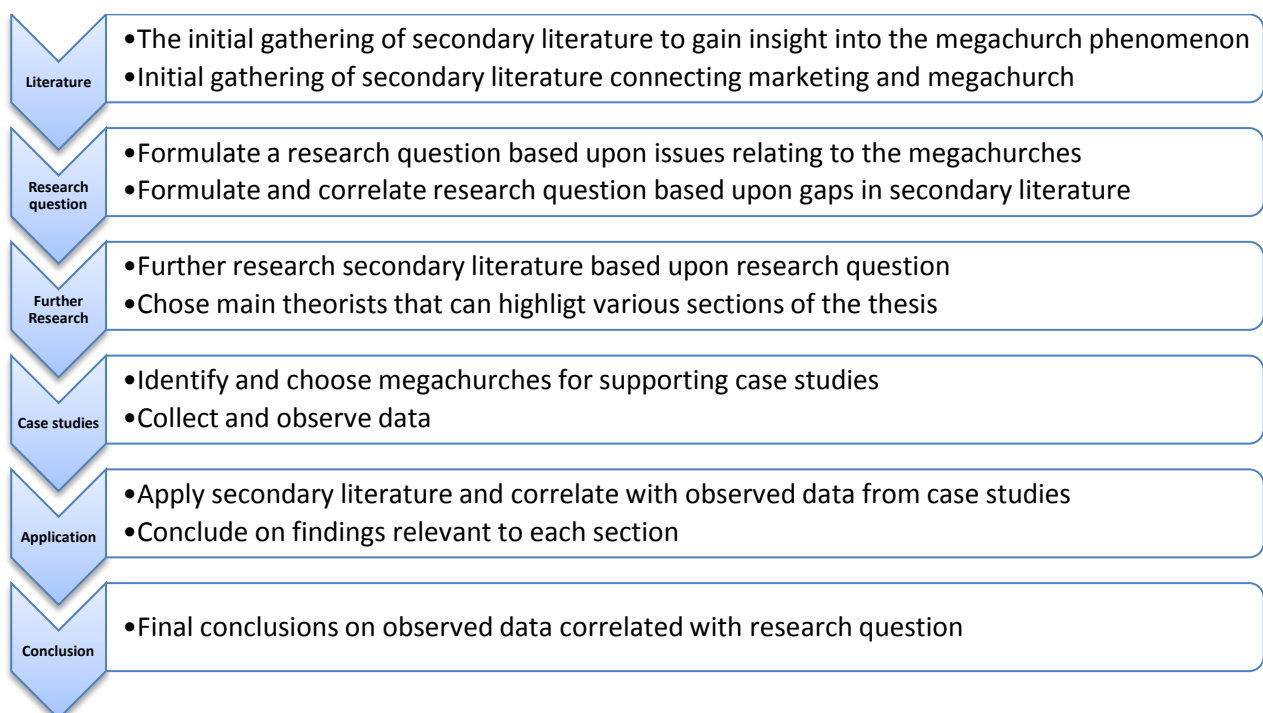 •The initial gathering of secondary literature to gain insight into the megachurch phenomenon
•Initial gathering of secondary literature connecting marketing and megachurch
Literature
•Formulate a research question based upon issues relating to the megachurches
•Formulate and correlate research question based upon gaps in secondary literature
Research
question
•Further research secondary literature based upon research question
•Chose main theorists that can highligt various sections of the thesis
Further
Research
•Identify and choose megachurches for supporting case studies
•Collect and observe data
Case studies
•Apply secondary literature and correlate with observed data from case studies
•Conclude on findings relevant to each section
Application
•Final conclusions on observed data correlated with research question
Conclusion